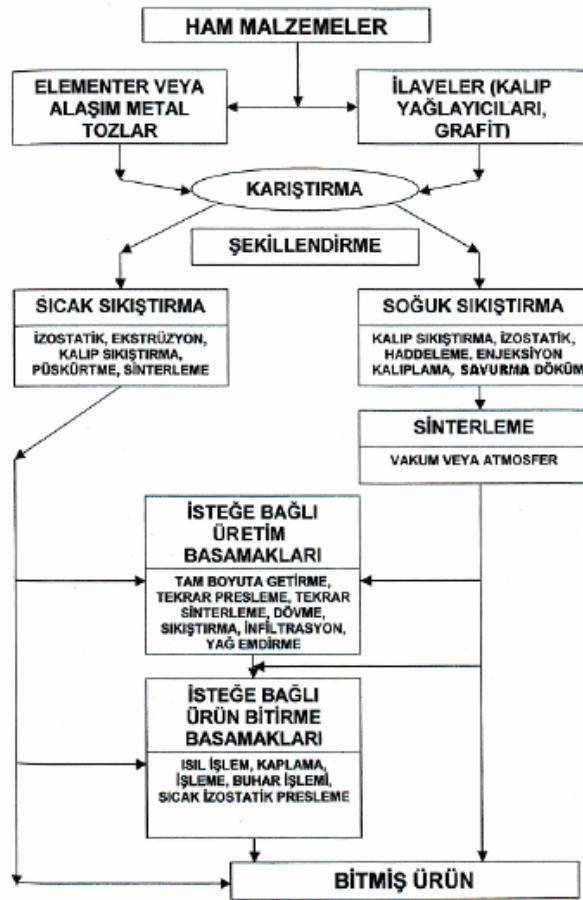 HAM MALZEMELER
ELEMENTER VEYA
ALAŞIM METAL
TOZLAR
İLAVELER (KALIP
YAĞLAYICILARI,
GRAFİT)
KARIŞTIRMA
ŞEKİLLENDİRME
SICAK SIKIŞTIRMA
İZOSTATİK, EKSTRÜZYON,
KALIP SIKIŞTIRMA,
PÜSKÜRTME, SİNTERLEME
SOĞUK SIKIŞTIRMA
KALIP SIKIŞTIRMA, İZOSTATİK,
HADDELEME, ENJEKSİYON
KALIPLAMA, SAVURMA DÖKÜM
SİNTERLEME
VAKUM VEYA ATMOSFER
İSTEĞE BAĞLI
ÜRETİM
BASAMAKLARI
TAM BOYUTA GETİRME,
TEKRAR PRESLEME, TEKRAR
SİNTERLEME, DÖVME,
SIKIŞTIRMA, İNFİLTRASYON,
YAĞ EMDİRME
İSTEĞE BAĞLI
ÜRÜN BİTİRME
BASAMAKLARI
ISIL İŞLEM, KAPLAMA,
İŞLEME, BUHAR İŞLEMİ,
SICAK İZOSTATİK PRESLEME
BİTMİŞ ÜRÜN